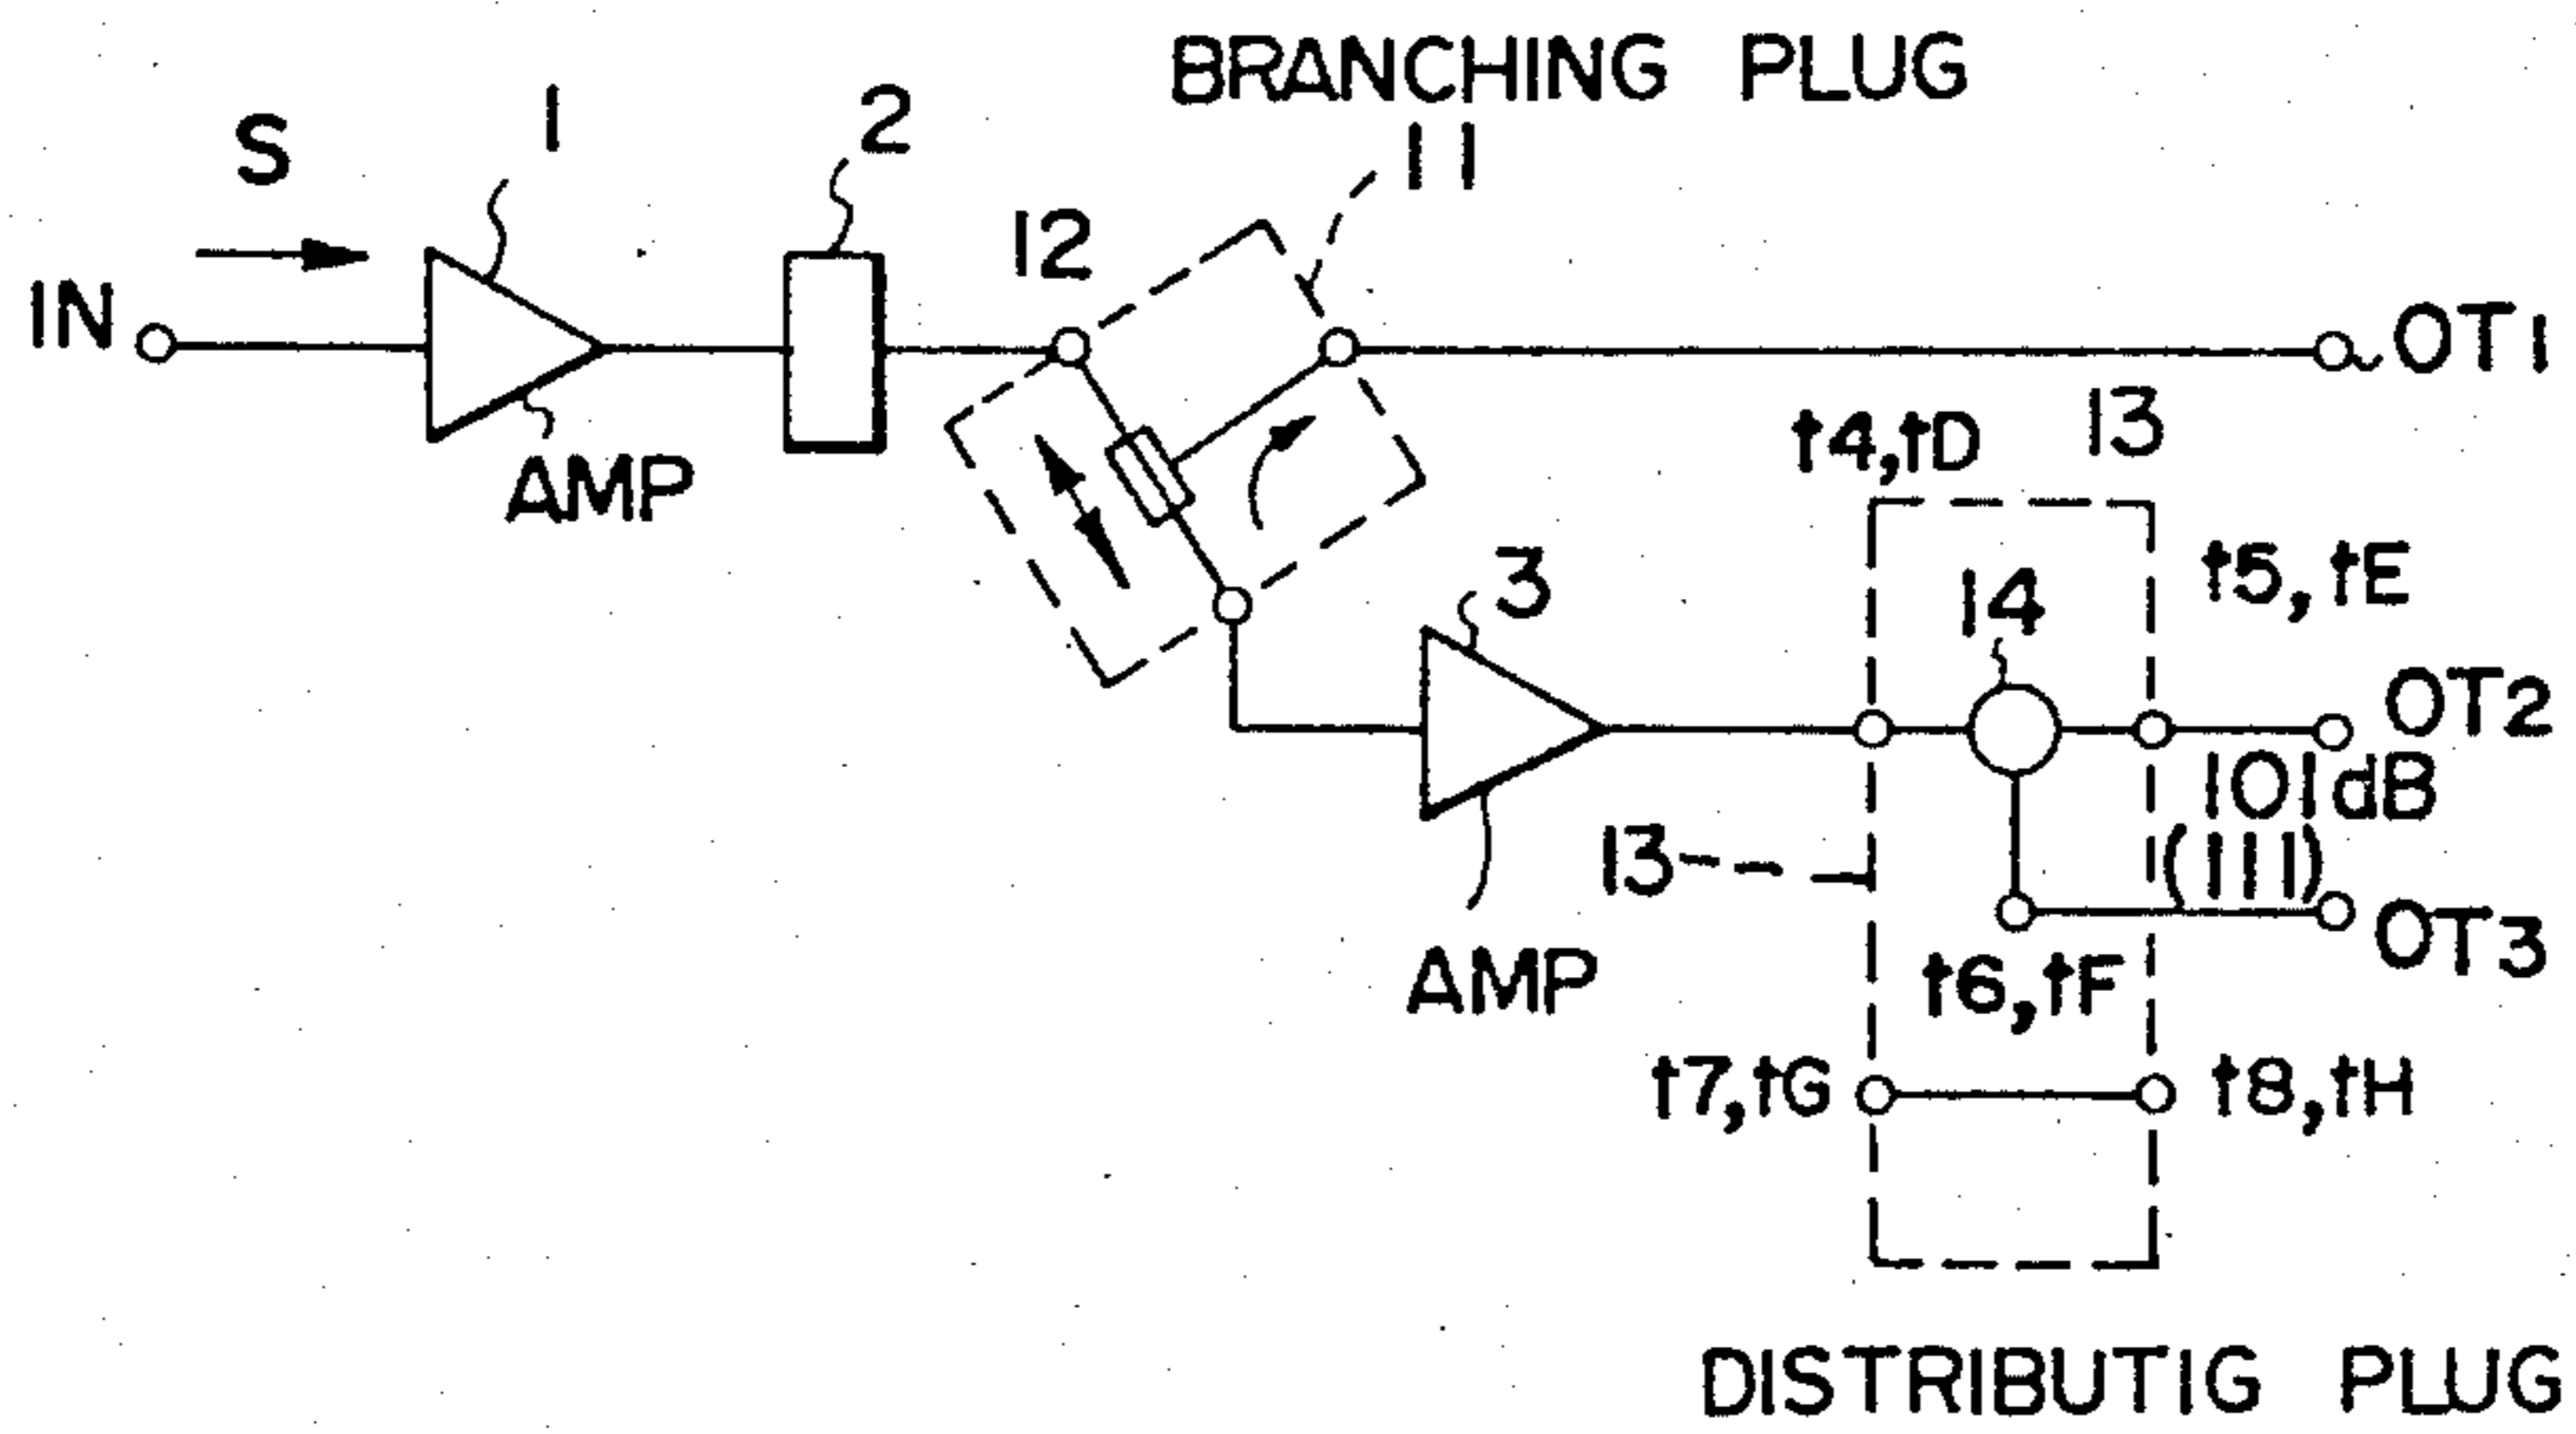 BRANCHING PLUG
S
1
2
11
12
IN
OT1
AMP
t4,tD
13
3
14
t5,tE
OT2
101dB
13
(111)
OT3
AMP
t6,tF
t7,tG
t8,tH
DISTRIBUTIG PLUG